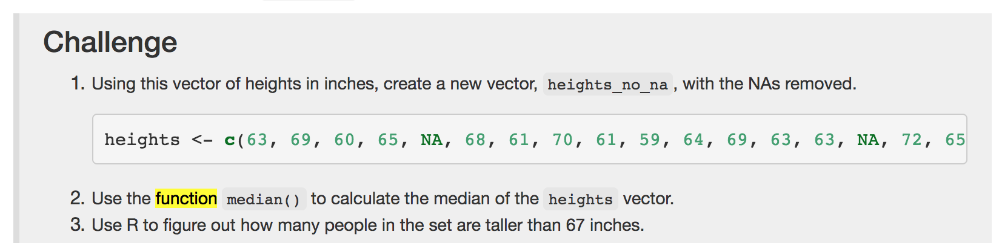 Challenge
1. Using this vector of heights in inches, create a new vector, heights_no_na, with the NAs removed.
heights <- c(63, 69, 60, 65, NA, 68, 61, 70, 61, 59, 64, 69, 63, 63, NA, 72, 65
2. Use the function median() to calculate the median of the heights vector.
3. Use R to figure out how many people in the set are taller than 67 inches.